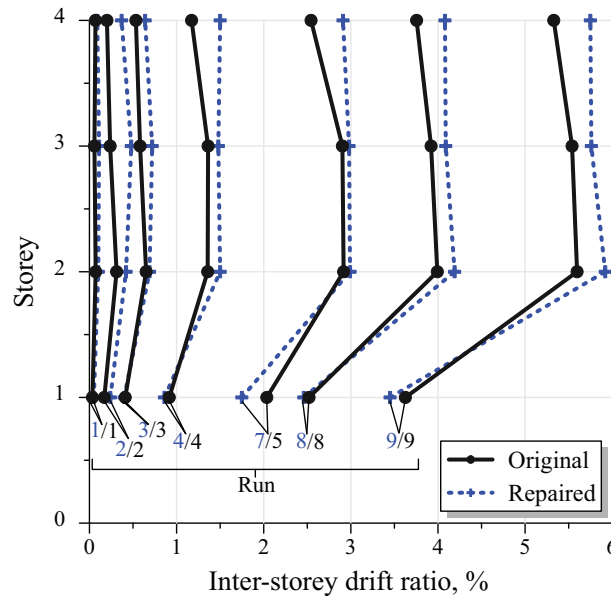 4
3
2
1
0
Storey
1/1
2/2
3/3
4/4
7/5
8/8
9/9
Run
Original
Repaired
0 1 2 3 4 5 6
Inter-storey drift ratio, %